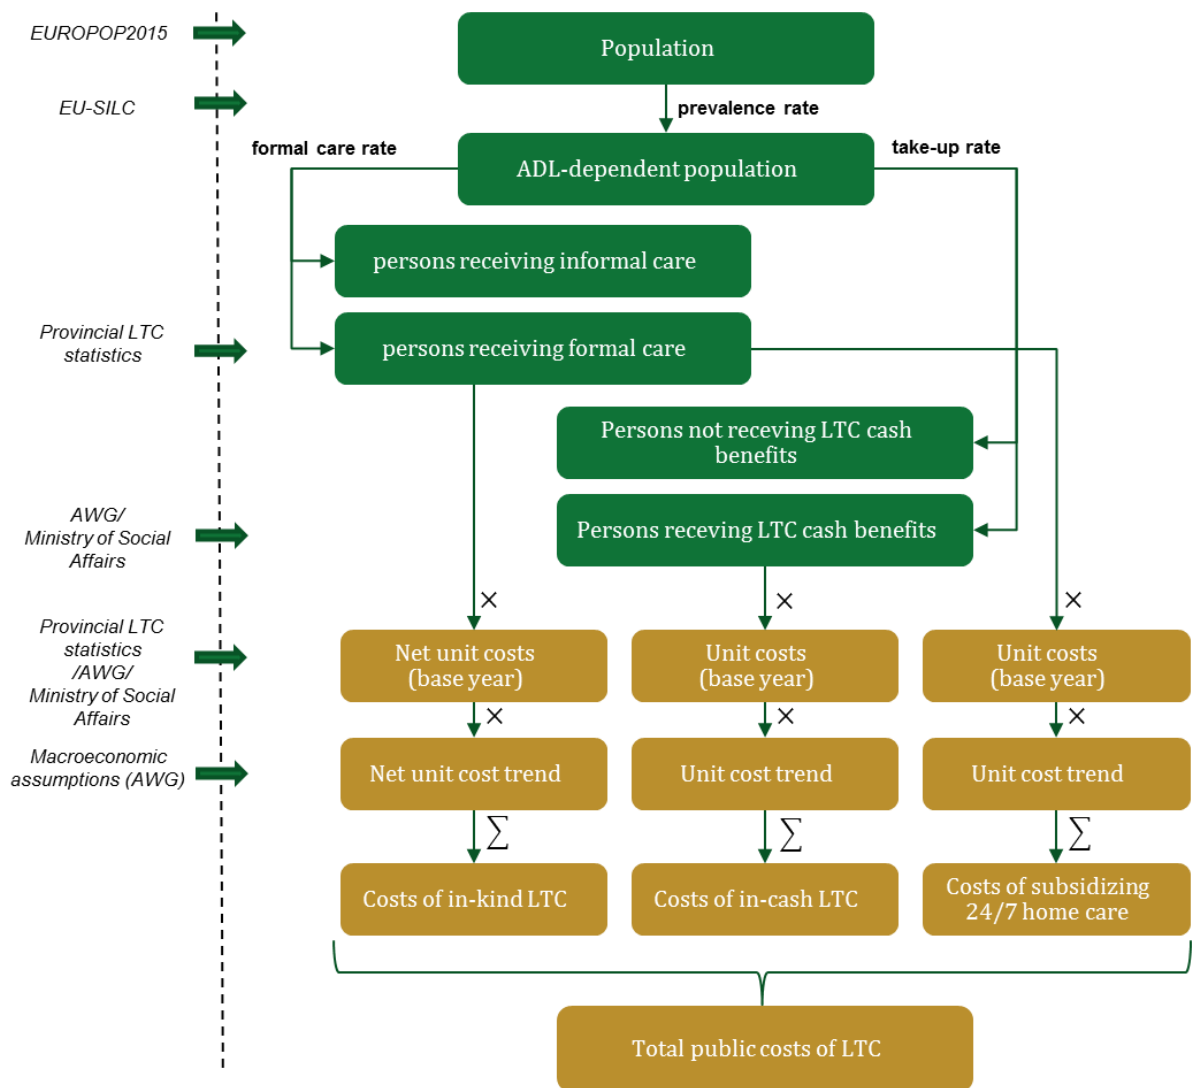 EUROPOP2015
Population
EU-SILC
prevalence rate
formal care rate
take-up rate
ADL-dependent population
persons receiving informal care
Provincial LTC
statistics
persons receiving formal care
Persons not receving LTC cash
benefits
AWG/
Ministry of Social
Affairs
Persons receving LTC cash benefits
×
×
×
Provincial LTC
statistics
/AWG/
Ministry of Social
Affairs
Net unit costs
(base year)
Unit costs
(base year)
Unit costs
(base year)
×
×
×
Macroeconomic
assumptions (AWG)
Net unit cost trend
Unit cost trend
Unit cost trend
∑
∑
∑
Costs of in-kind LTC
Costs of in-cash LTC
Costs of subsidizing
24/7 home care
Total public costs of LTC